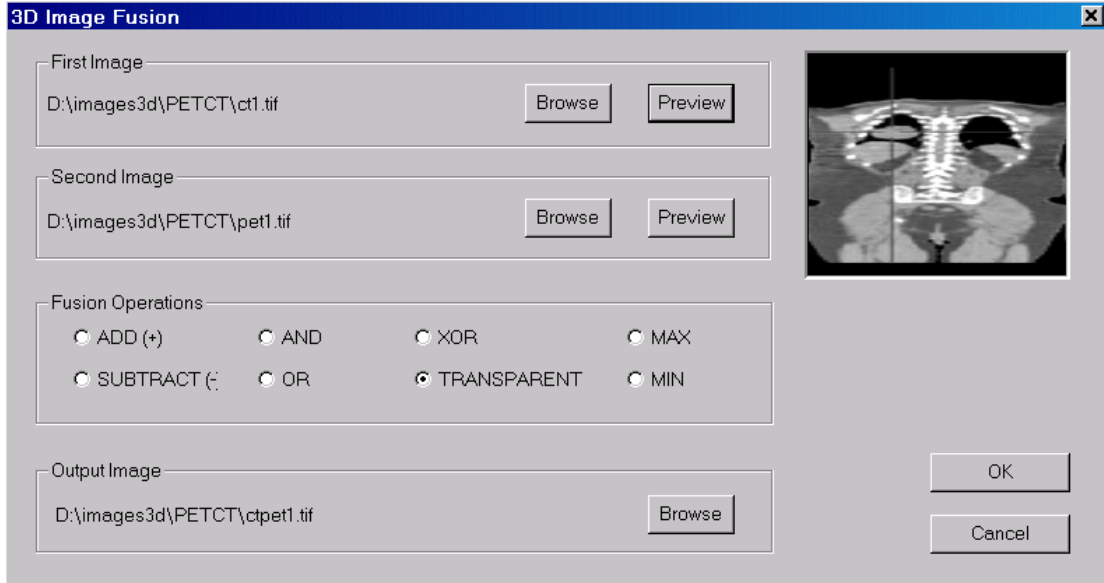 3D Image Fusion
First Image
D:\images3d\PETCT\ct1.tif Browse Preview
Second Image
D:\images3d\PETCT\pet1.tif Browse Preview
Fusion Operations
ADD (+) AND XOR MAX
SUBTRACT (- OR TRANSPARENT MIN
Output Image
D:\images3d\PETCT\ctpet1.tif Browse
OK
Cancel